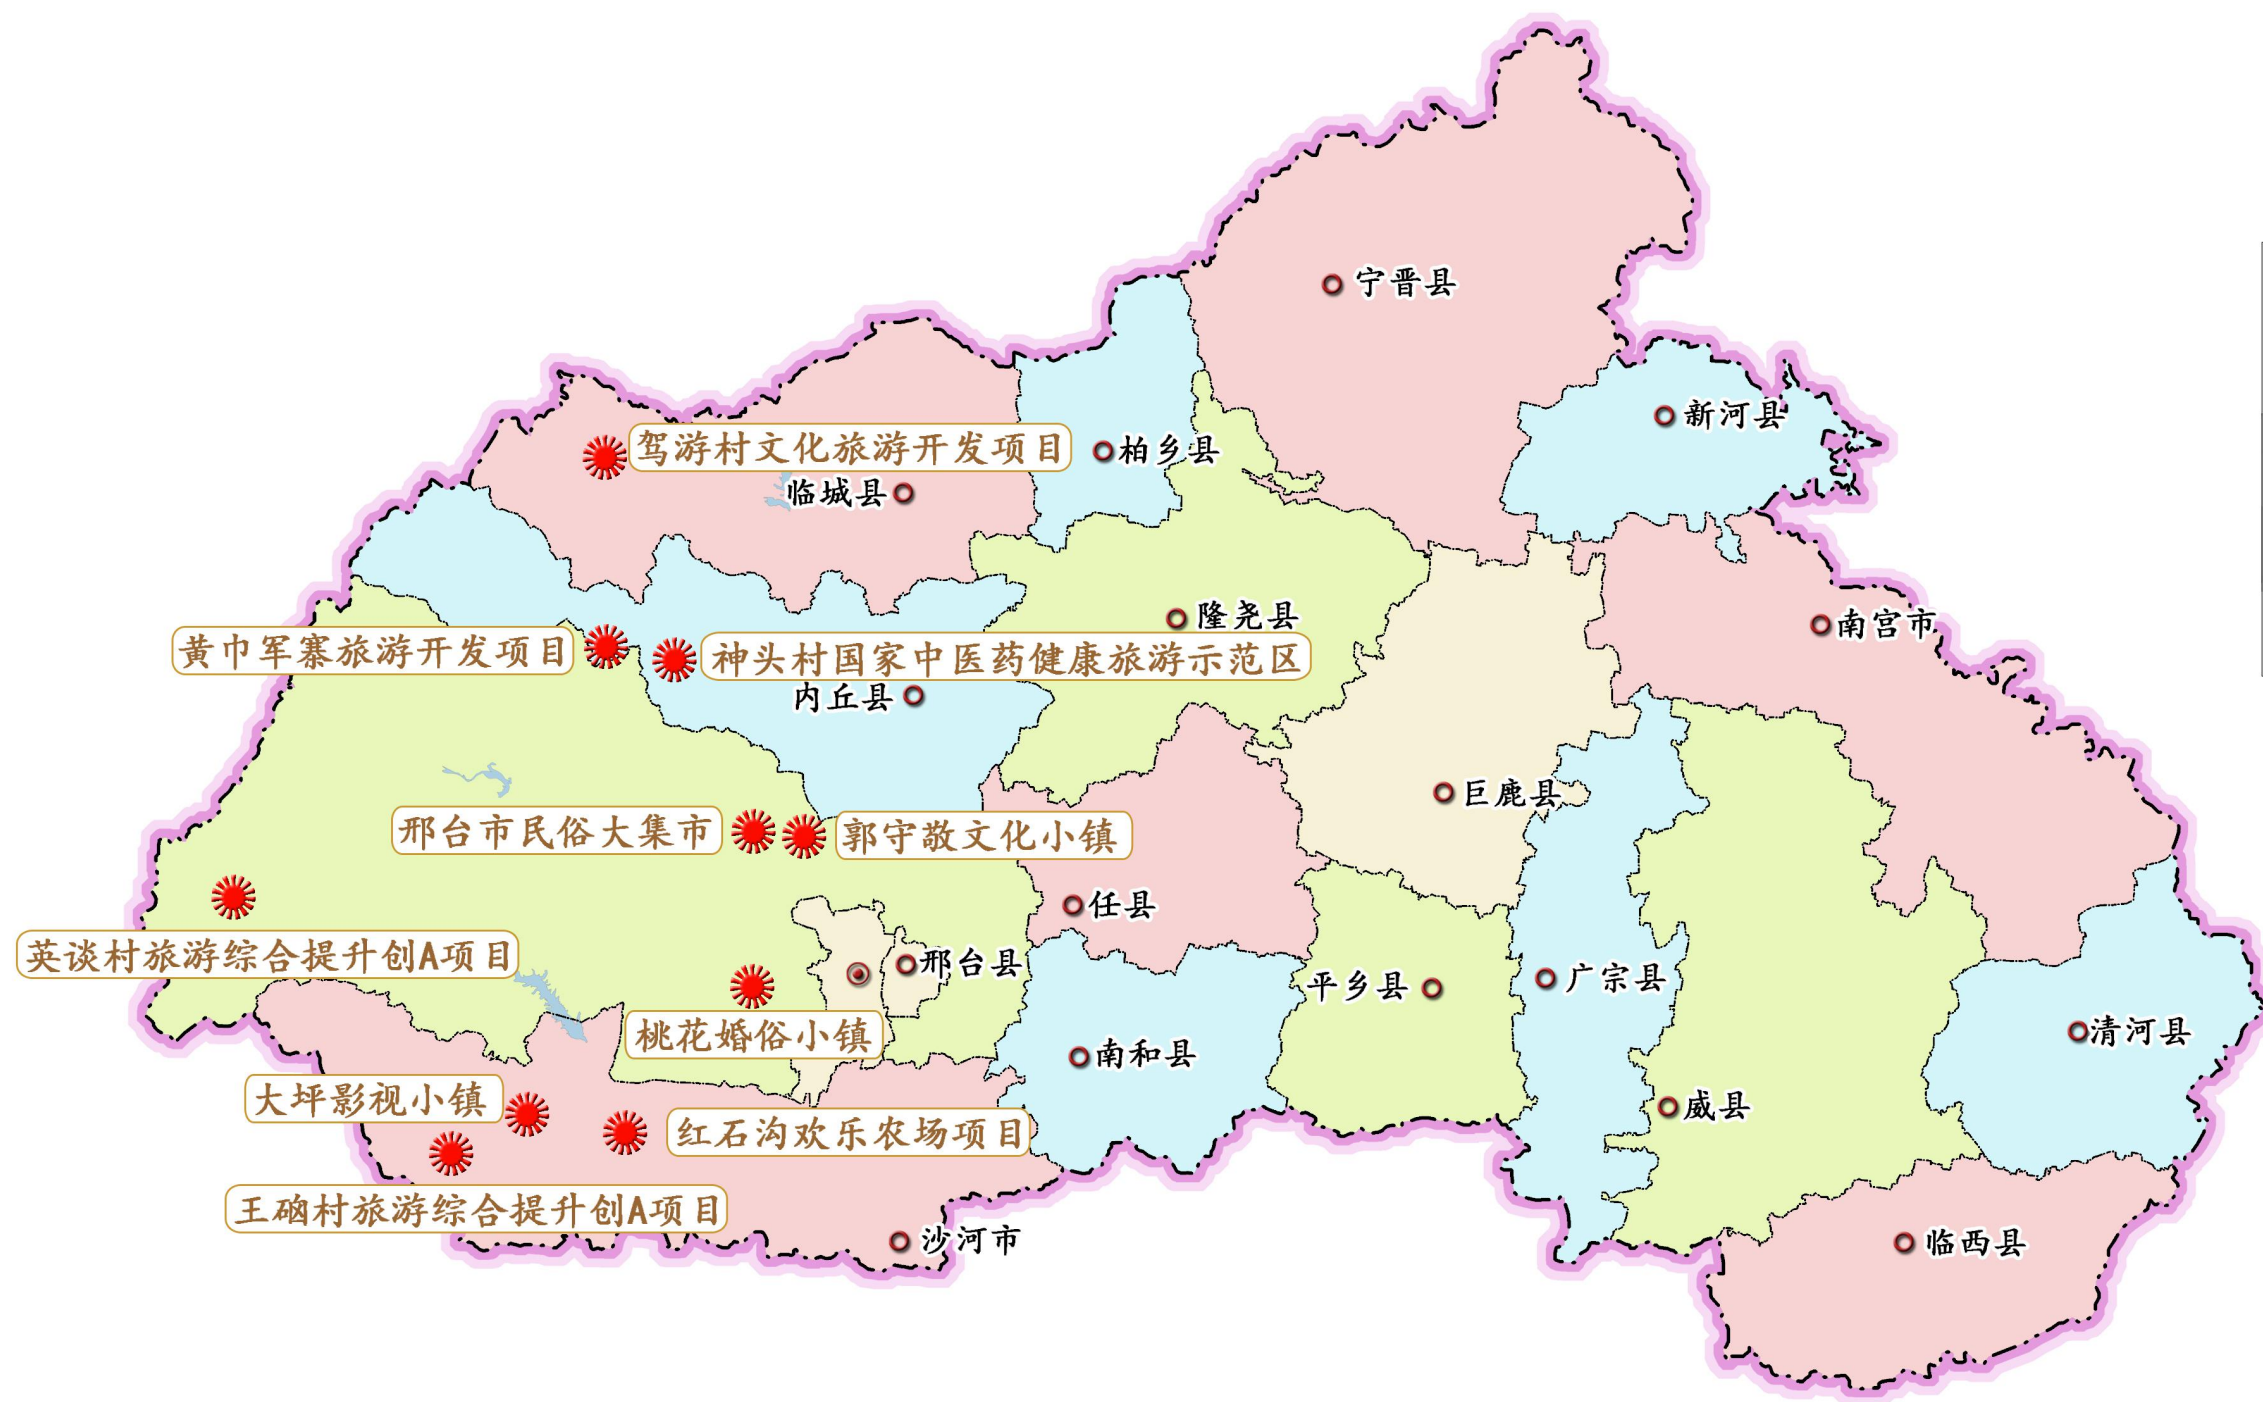 宁晋县
新河县
驾游村文化旅游开发项目
柏乡县
临城县
隆尧县
南宫市
黄巾军寨旅游开发项目
神头村国家中医药健康旅游示范区
内丘县
巨鹿县
邢台市民俗大集市
郭守敬文化小镇
任县
英谈村旅游综合提升创A项目
邢台县
平乡县
广宗县
桃花婚俗小镇
清河县
南和县
大坪影视小镇
威县
红石沟欢乐农场项目
王硇村旅游综合提升创A项目
沙河市
临西县